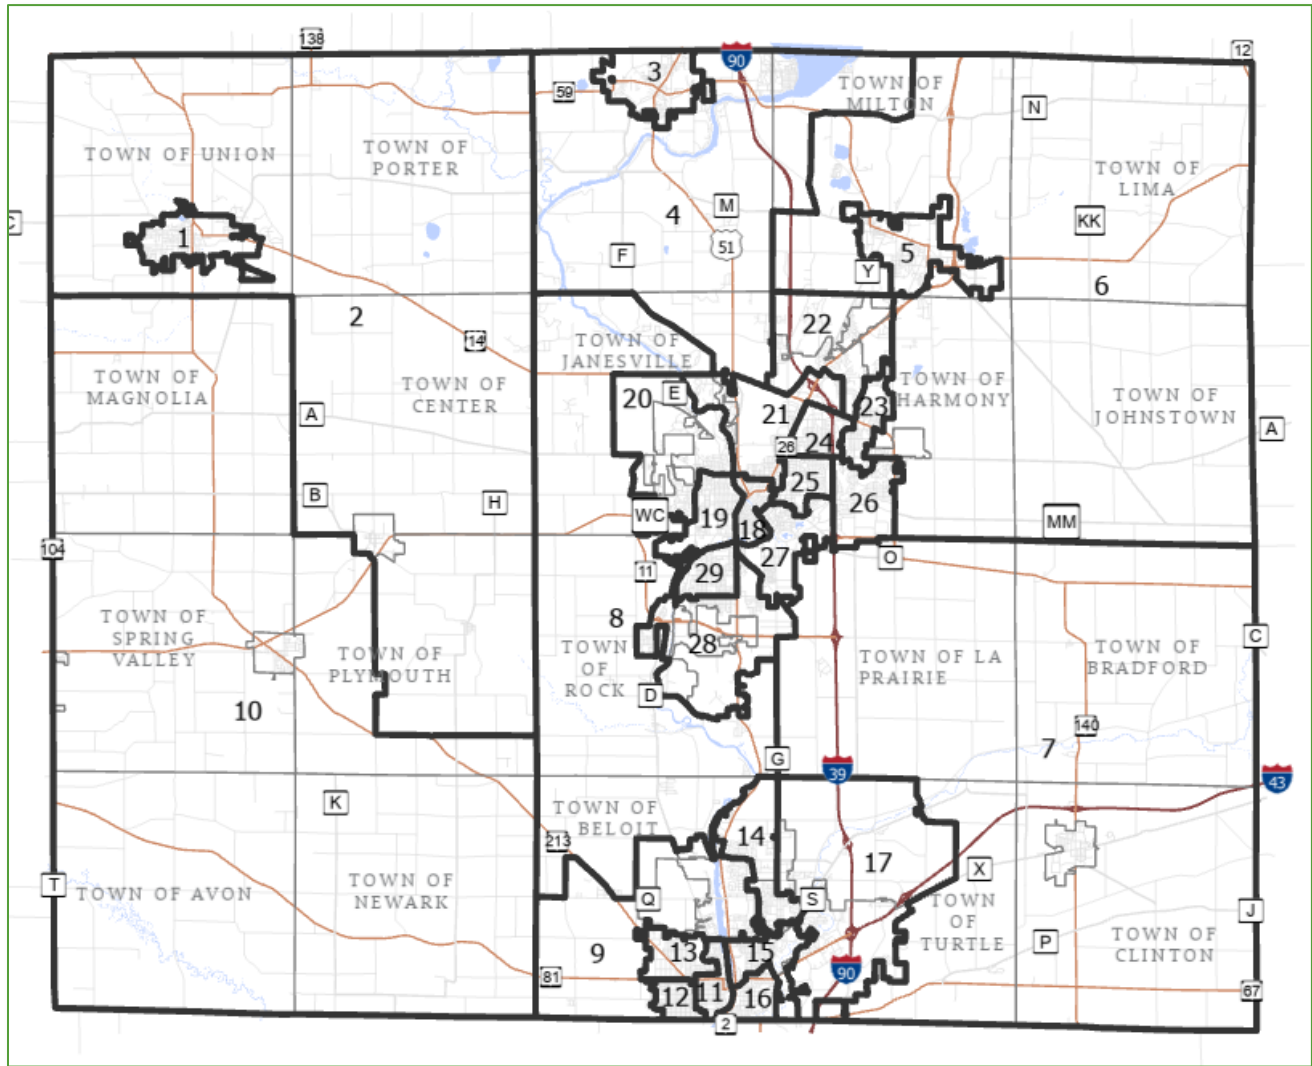 138
90
12
3
59
TOWN OF
MILTON
N
TOWN OF UNION
TOWN OF
PORTER
TOWN OF
LIMA
M
4
KK
1
51
F
5
Y
6
2
22
14
TOWN OF
JANESVILLE
TOWN OF
MAGNOLIA
TOWN OF
CENTER
TOWN OF
HARMONY
TOWN OF
JOHNSTOWN
20
E
23
A
21
A
26
24
25
B
H
26
WC
19
18
MM
104
27
O
11
29
8
TOWN OF
SPRING
VALLEY
TOWN OF
PLYMOUTH
TOWN
OF
ROCK
28
TOWN OF LA
PRAIRIE
TOWN OF
BRADFORD
C
D
10
140
7
G
39
43
K
TOWN OF
BELOIT
14
213
17
X
T
TOWN OF AVON
TOWN OF
NEWARK
Q
S
TOWN
OF
TURTLE
J
P
TOWN OF
CLINTON
9
13
15
81
90
12
11
16
67
2